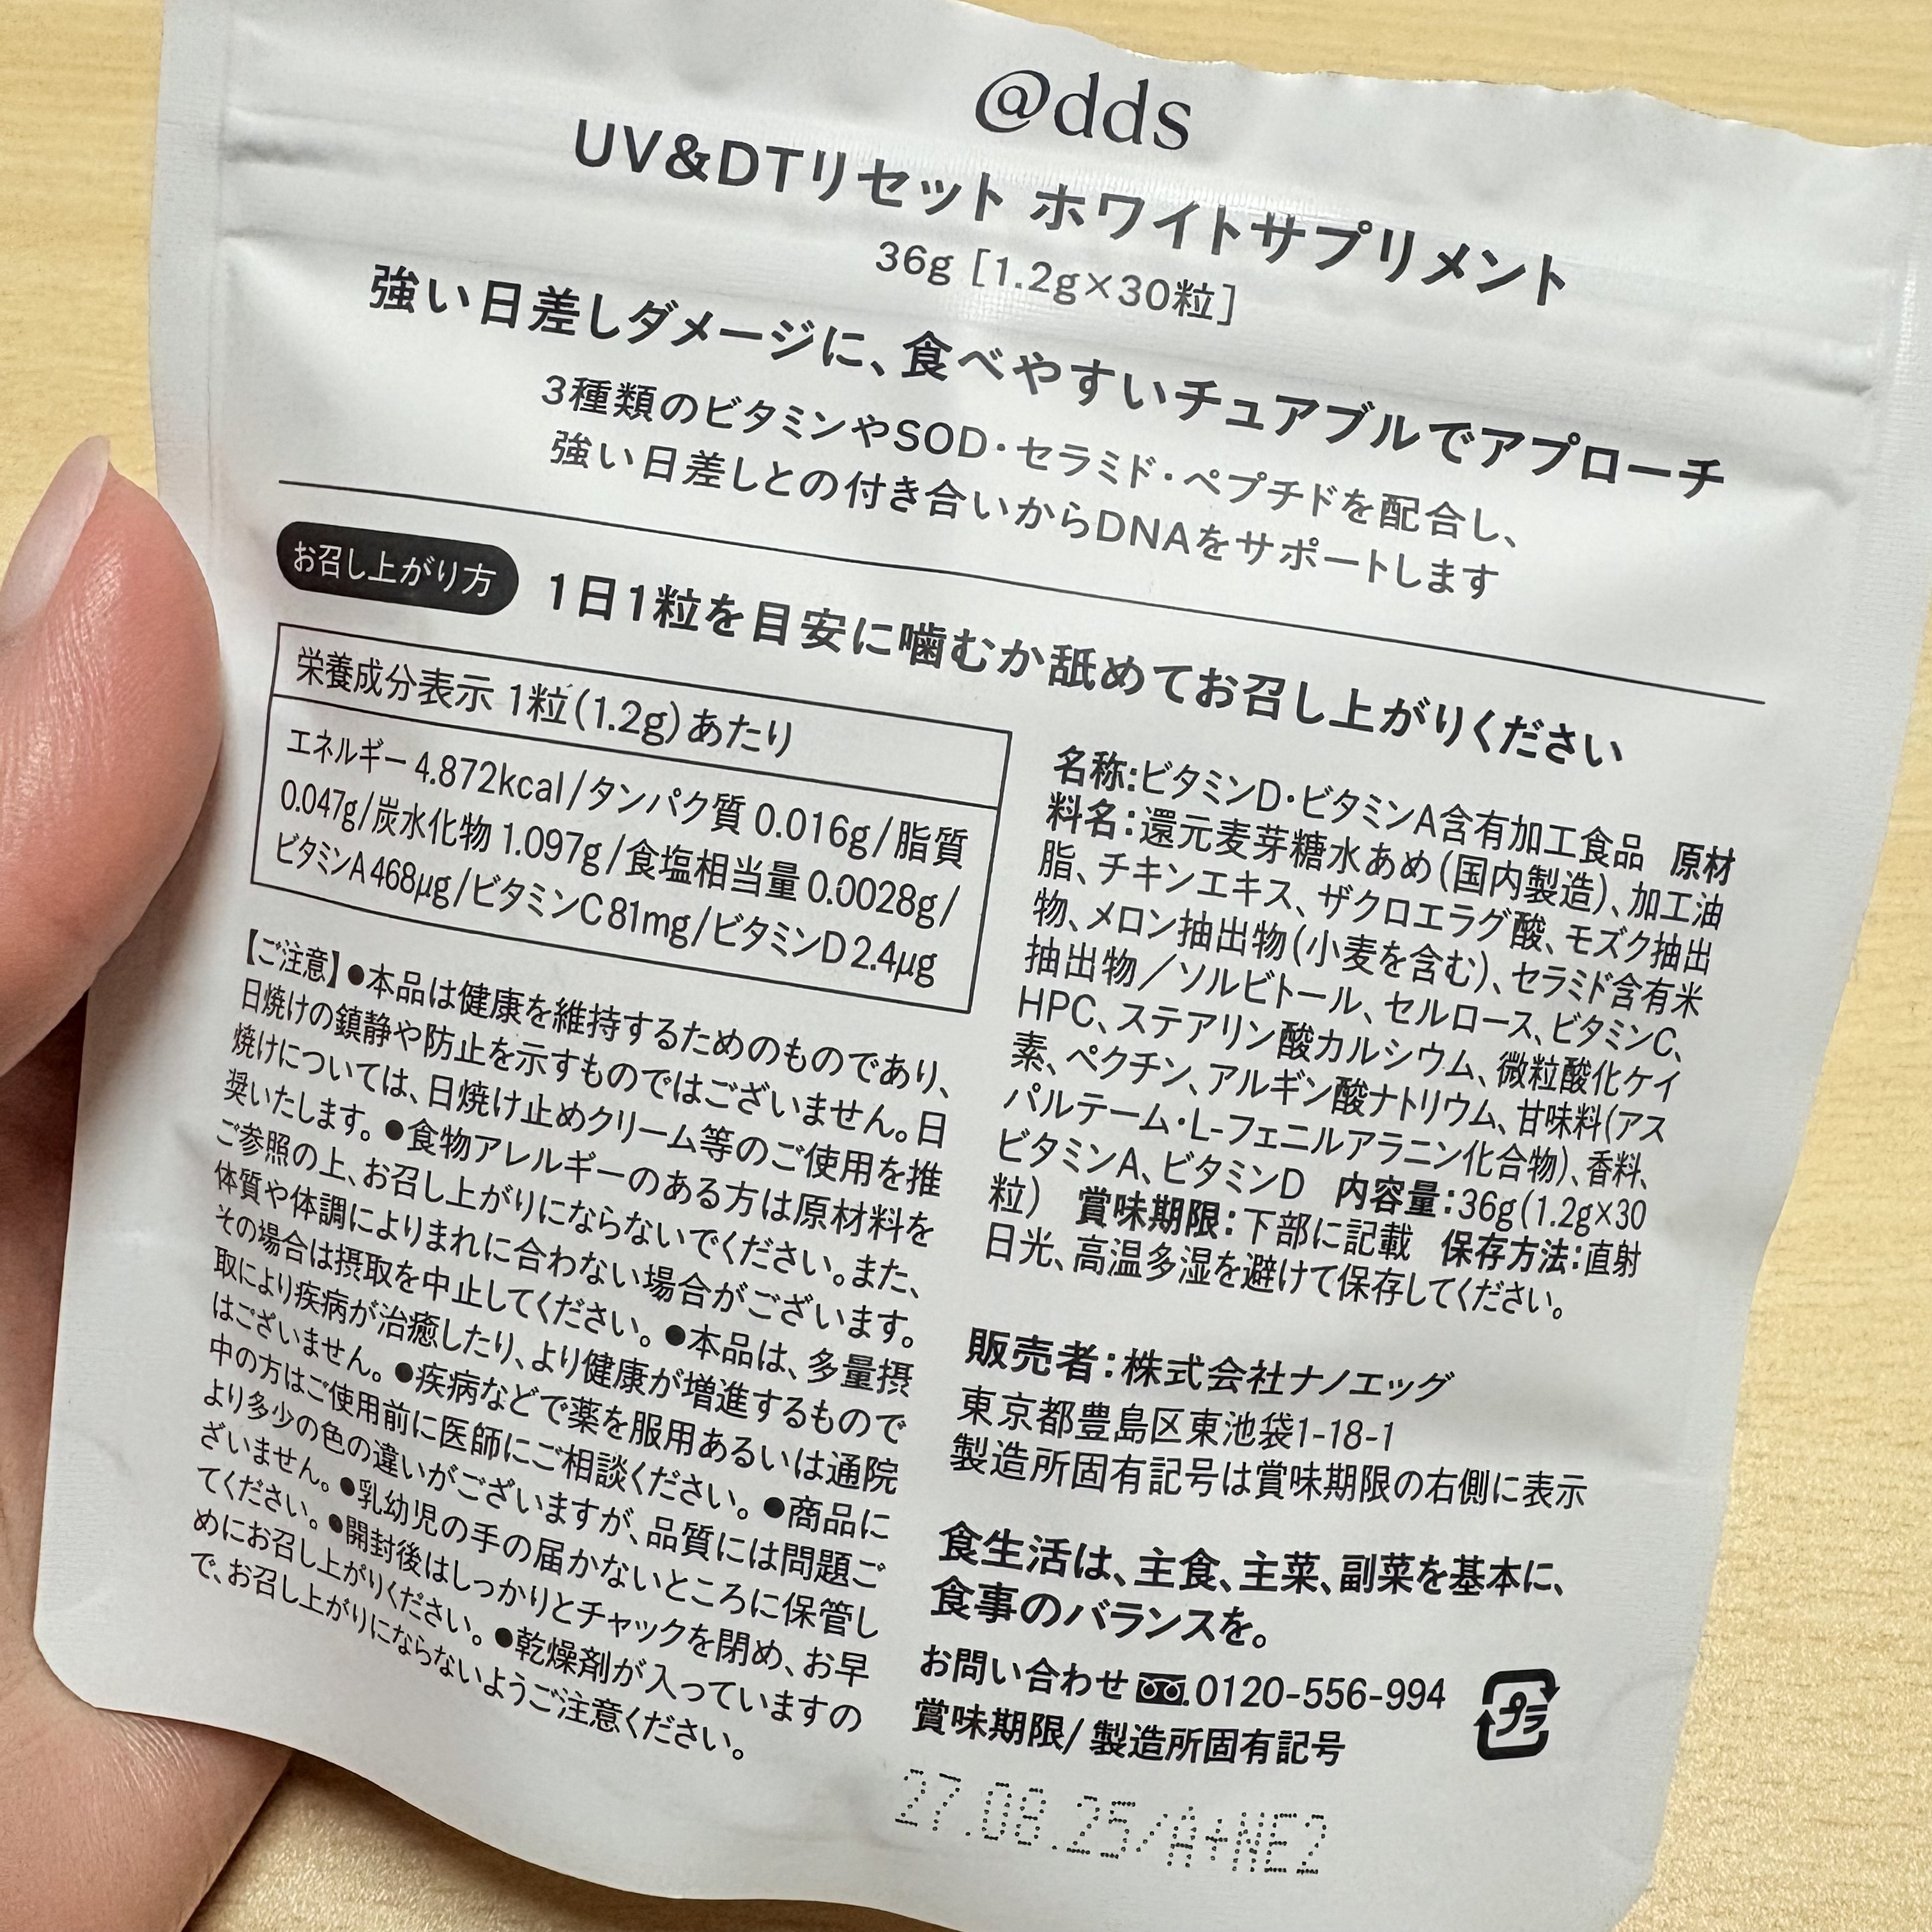 @dds
UV&DTリセット ホワイトサプリメント
36g [1.2g×30粒]
強い日差しダメージに、食べやすいチュアブルでアプローチ
3種類のビタミンやSOD・セラミド・ペプチドを配合し、
強い日差しとの付き合いからDNAをサポートします
お召し上がり方 1日1粒を目安に噛むか舐めてお召し上がりください
栄養成分表示 1粒(1.2g)あたり
エネルギー 4.872kcal/タンパク質 0.016g/脂質
0.047g/炭水化物 1.097g/食塩相当量 0.0028g/
ビタミンA 468μg/ビタミンC 81mg/ビタミンD 2.4μg
【ご注意】●本品は健康を維持するためのものであり、
日焼けの鎮静や防止を示すものではございません。日
焼けについては、日焼け止めクリーム等のご使用を推
奨いたします。●食物アレルギーのある方は原材料を
ご参照の上、お召し上がりにならないでください。また、
体質や体調によりまれに合わない場合がございます。
その場合は摂取を中止してください。●本品は、多量摂
取により疾病が治癒したり、より健康が増進するもので
はございません。●疾病などで薬を服用あるいは通院
中の方はご使用前に医師にご相談ください。●商品に
より多少の色の違いがございますが、品質には問題ご
ざいません。●乳幼児の手の届かないところに保管し
てください。●開封後はしっかりとチャックを閉め、お早
めにお召し上がりください。●乾燥剤が入っていますの
で、お召し上がりにならないようご注意ください。
名称:ビタミンD・ビタミンA含有加工食品 原材
料名:還元麦芽糖水あめ(国内製造)、加工油
脂、チキンエキス、ザクロエラグ酸、モズク抽出
物、メロン抽出物(小麦を含む)、セラミド含有米
抽出物/ソルビトール、セルロース、ビタミンC、
HPC、ステアリン酸カルシウム、微粒酸化ケイ
素、ペクチン、アルギン酸ナトリウム、甘味料(アス
パルテーム・L-フェニルアラニン化合物)、香料、
ビタミンA、ビタミンD 内容量:36g(1.2g×30
粒) 賞味期限:下部に記載 保存方法:直射
日光、高温多湿を避けて保存してください。
販売者:株式会社ナノエッグ
東京都豊島区東池袋1-18-1
製造所固有記号は賞味期限の右側に表示
食生活は、主食、主菜、副菜を基本に、
食事のバランスを。
お問い合わせ 0120-556-994
プラ
賞味期限/製造所固有記号
27.08.25/A+NE2